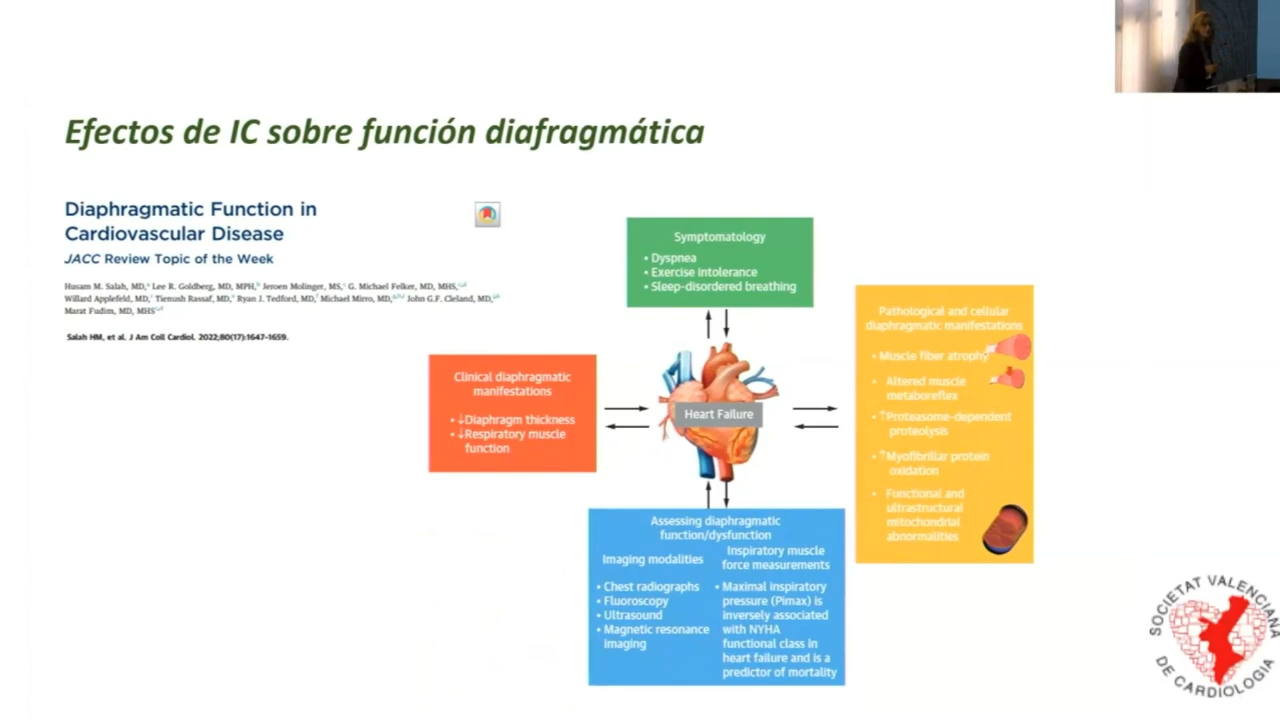 Efectos de IC sobre función diafragmática
Diaphragmatic Function in
Cardiovascular Disease
JACC Review Topic of the Week
Husam M. Salah, MD, Lee R. Goldberg, MD, MPH, Jeroen Molinger, MS, G. Michael Felker, MD, MHS,
Willard Applefeld, MD, Tienush Rassaf, MD, Ryan J. Tedford, MD, Michael Mirro, MD, John G.F. Cleland, MD,
Marat Fudim, MD, MHS
Salah HM, et al. J Am Coll Cardiol. 2022;80(17):1647-1659.
Symptomatology
• Dyspnea
• Exercise intolerance
• Sleep-disordered breathing
Clinical diaphragmatic
manifestations
• ↓Diaphragm thickness
• ↓Respiratory muscle
function
Heart Failure
Pathological and cellular
diaphragmatic manifestations
• Muscle fiber atrophy
• Altered muscle
metaboreflex
• ↑Proteasome-dependent
proteolysis
• ↑Myofibrillar protein
oxidation
• Functional and
ultrastructural
mitochondrial
abnormalities
Assessing diaphragmatic
function/dysfunction
Imaging modalities
• Chest radiographs
• Fluoroscopy
• Ultrasound
• Magnetic resonance
imaging
Inspiratory muscle
force measurements
• Maximal inspiratory
pressure (Pimax) is
inversely associated
with NYHA
functional class in
heart failure and is a
predictor of mortality
SOCIETAT VALENCIANA
DE CARDIOLOGIA